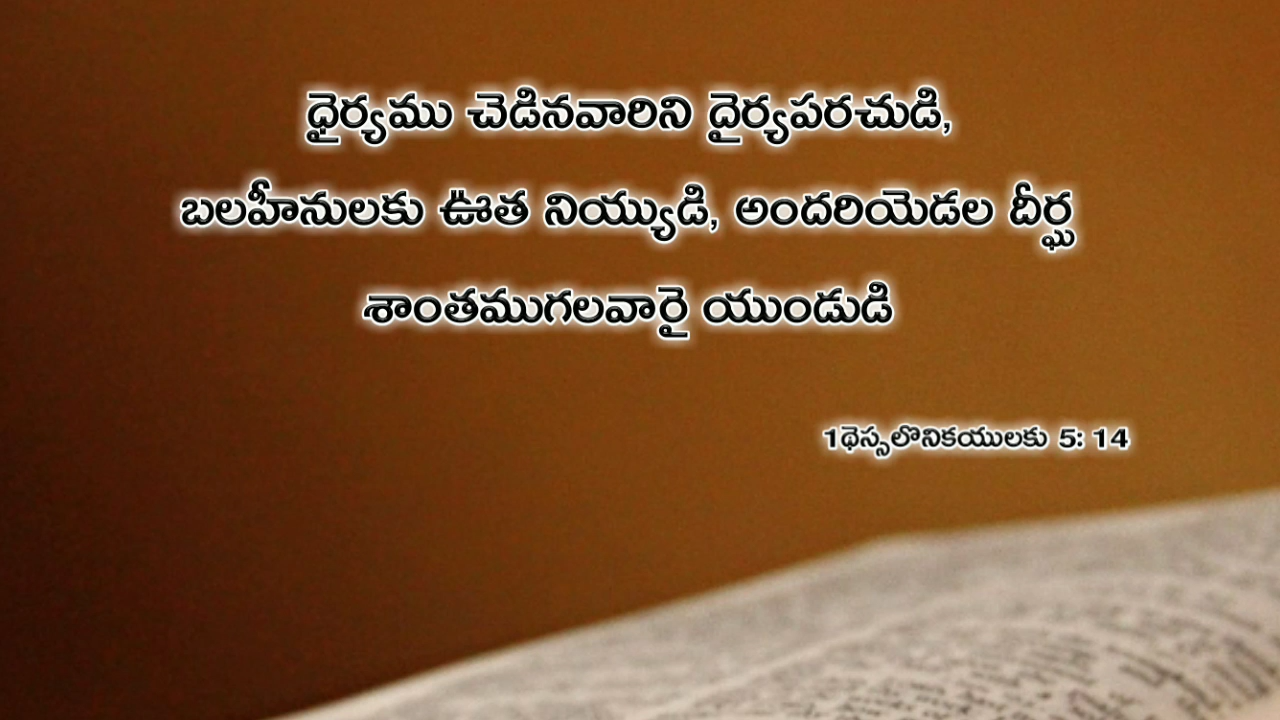 ధైర్యము చెడినవారిని దైర్యపరచుడి,
బలహీనులకు ఊత నియ్యుడి, అందరియెడల దీర్ఘ
శాంతముగలవారై యుండుడి
1థెస్సలొనికయులకు 5: 14